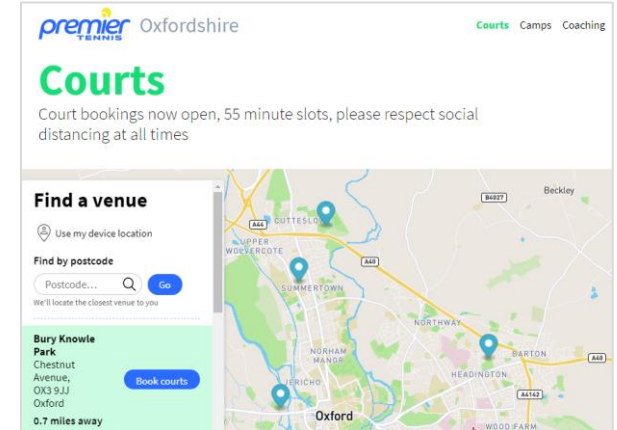 premier Oxfordshire
TENNIS
Courts Camps Coaching
Courts
Court bookings now open, 55 minute slots, please respect social
distancing at all times
Find a venue
Use my device location
Find by postcode
Postcode... Go
We'll locate the closest venue to you
Bury Knowle
Park
Chestnut
Avenue,
OX3 9JJ
Oxford
0.7 miles away
Book courts
B4027
Beckley
A44
CUTTESLO
UPPER
WOLVERCOTE
A40
SUMMERTOWN
NORTHWAY
NORHAM
MANOR
BARTON
A40
HEADINGTON
JERICHO
A4142
Oxford
WOOD FARM